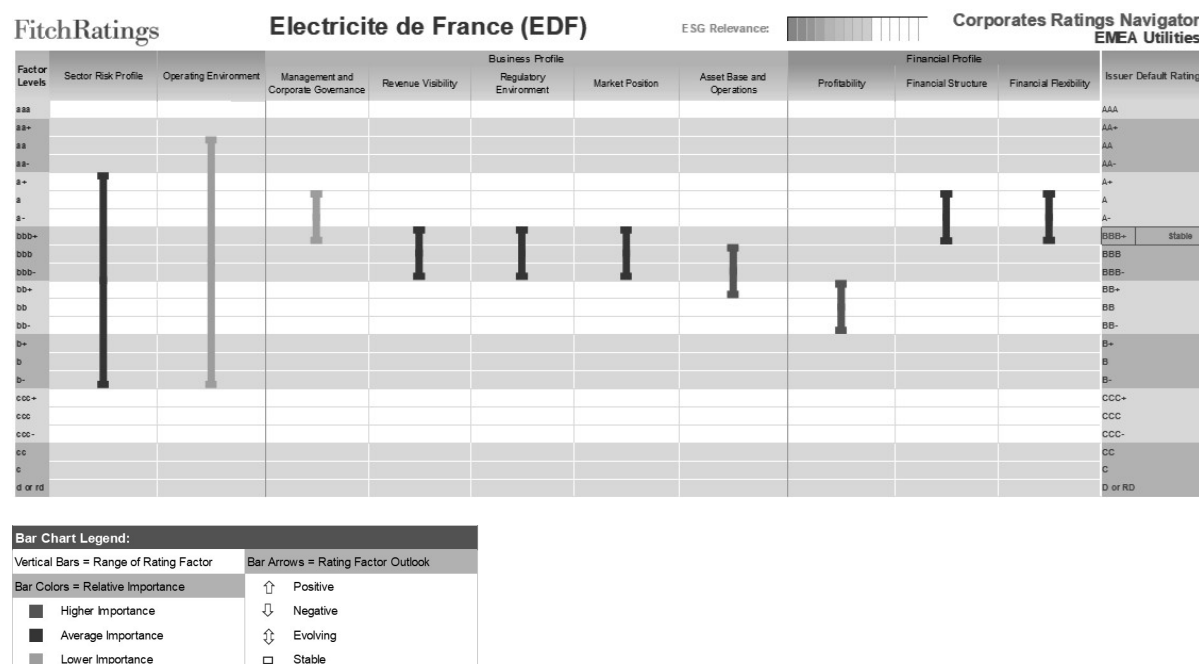 FitchRatings
Electricite de France (EDF)
ESG Relevance:
Corporates Ratings Navigator
EMEA Utilities
Business Profile
Financial Profile
Factor Levels
Sector Risk Profile
Operating Environment
Management and Corporate Governance
Revenue Visibility
Regulatory Environment
Market Position
Asset Base and Operations
Profitability
Financial Structure
Financial Flexibility
Issuer Default Rating
aaa AAA
aa+ AA+
aa AA
aa- AA-
a+ A+
a A
a- A-
bbb+ BBB+ Stable
bbb BBB
bbb- BBB-
bb+ BB+
bb BB
bb- BB-
b+ B+
b B
b- B-
ccc+ CCC+
ccc CCC
ccc- CCC-
cc CC
c C
d or rd D or RD
Bar Chart Legend:
Vertical Bars = Range of Rating Factor
Bar Arrows = Rating Factor Outlook
Bar Colors = Relative Importance
⇧ Positive
Higher Importance
⇩ Negative
Average Importance
⇕ Evolving
Lower Importance
□ Stable